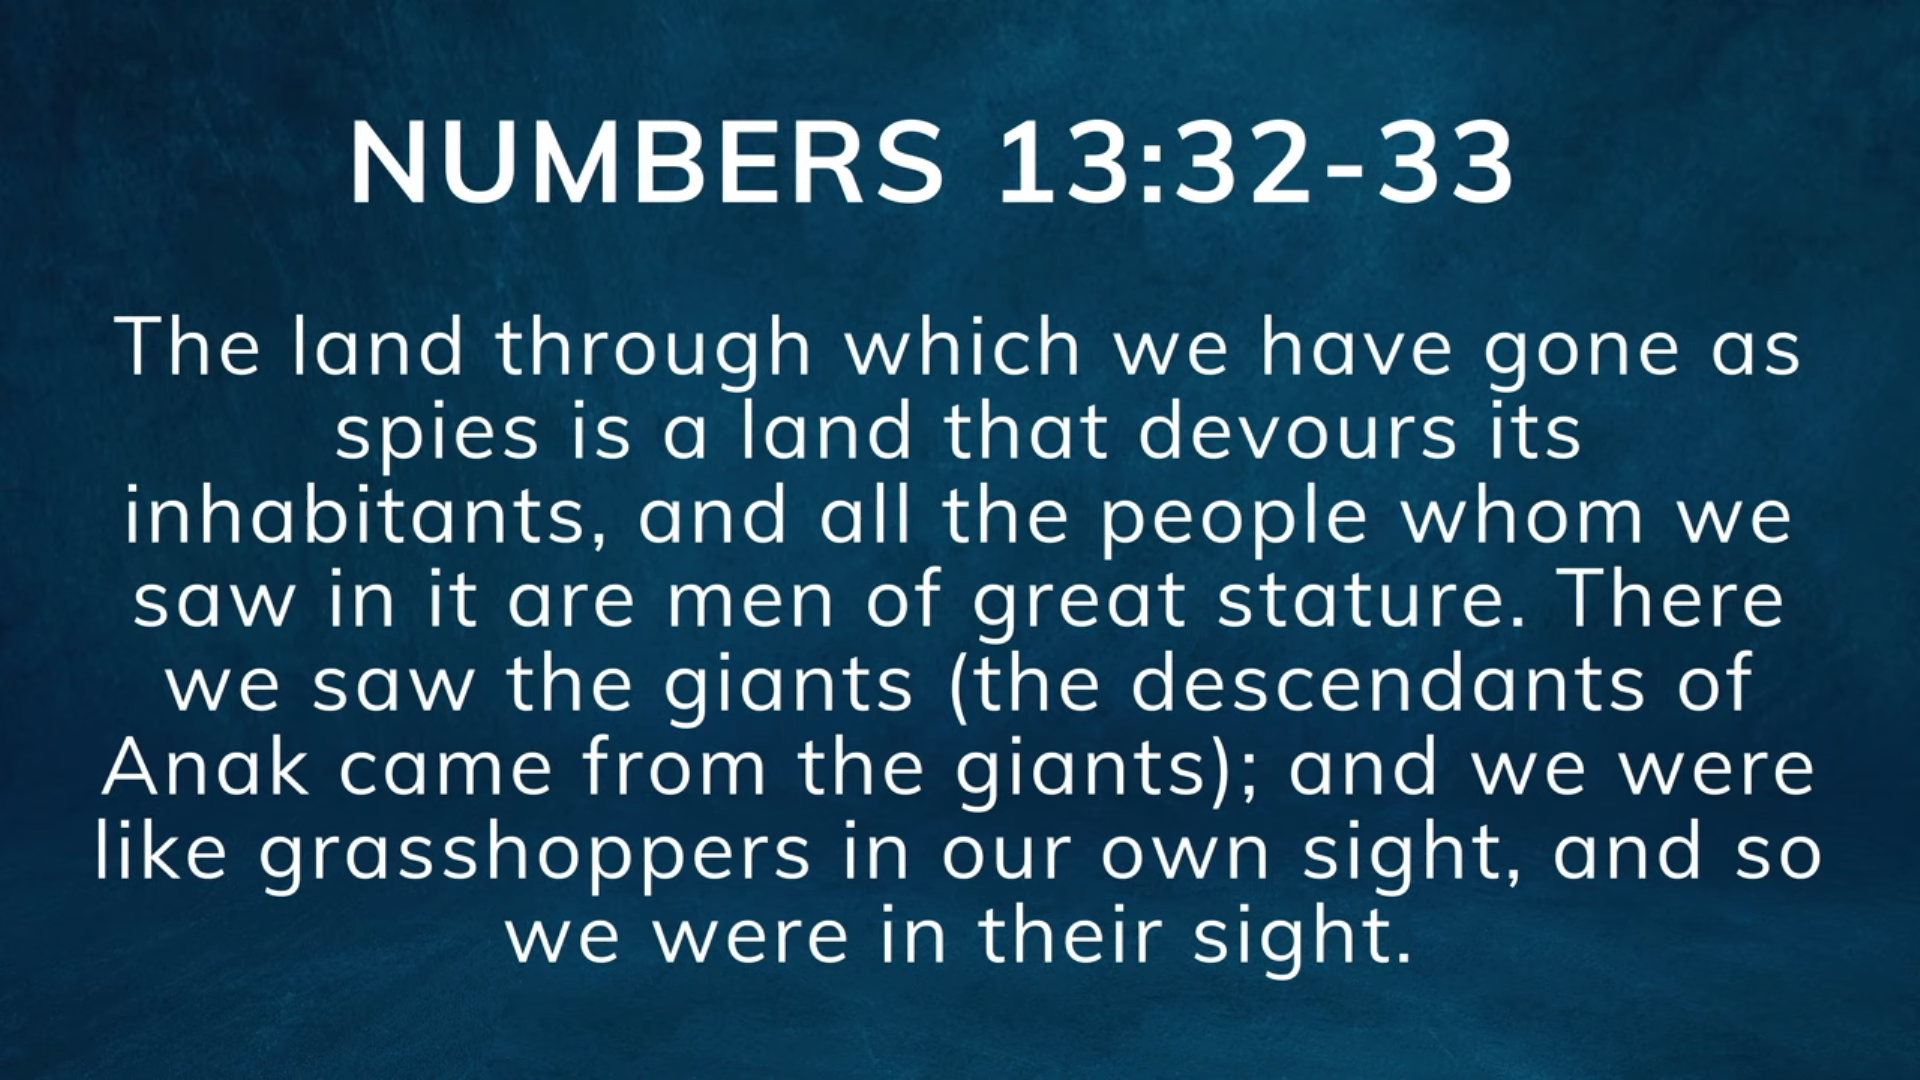 NUMBERS 13:32-33
The land through which we have gone as
spies is a land that devours its
inhabitants, and all the people whom we
saw in it are men of great stature. There
we saw the giants (the descendants of
Anak came from the giants); and we were
like grasshoppers in our own sight, and so
we were in their sight.